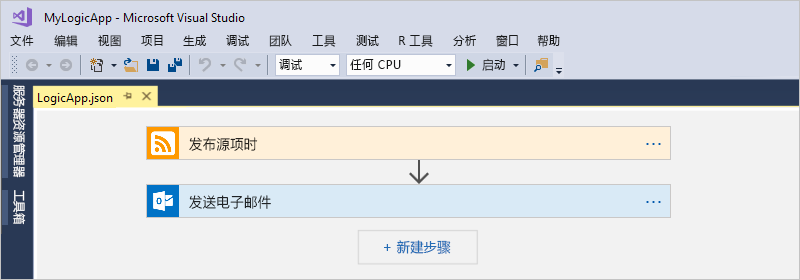 MyLogicApp - Microsoft Visual Studio
文件 编辑 视图 项目 生成 调试 团队 工具 测试 R 工具 分析 窗口 帮助
调试 任何 CPU 启动
服务器资源管理器
工具箱
LogicApp.json
发布源项时 ...
发送电子邮件 ...
+ 新建步骤